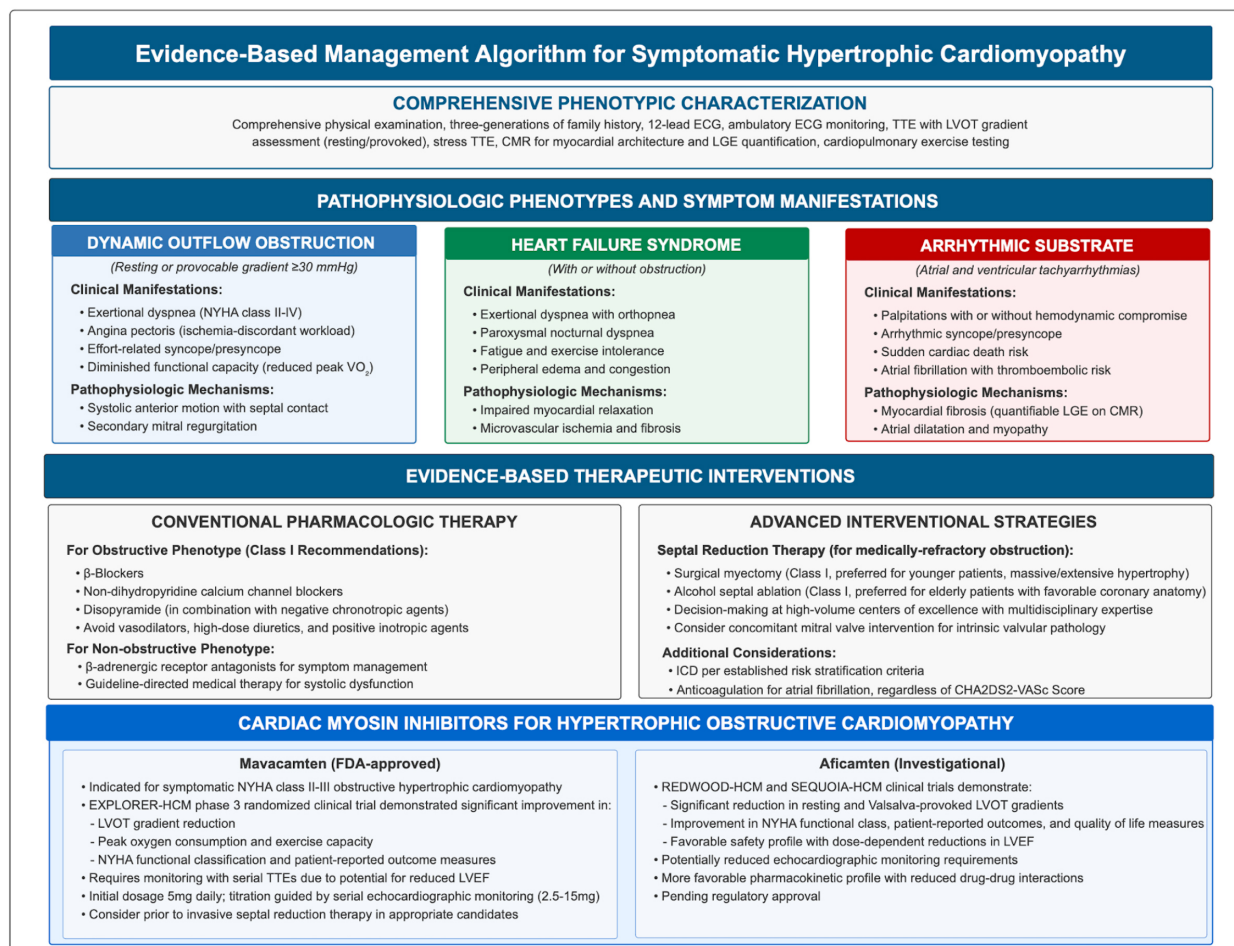 Evidence-Based Management Algorithm for Symptomatic Hypertrophic Cardiomyopathy
COMPREHENSIVE PHENOTYPIC CHARACTERIZATION
Comprehensive physical examination, three-generations of family history, 12-lead ECG, ambulatory ECG monitoring, TTE with LVOT gradient
assessment (resting/provoked), stress TTE, CMR for myocardial architecture and LGE quantification, cardiopulmonary exercise testing
PATHOPHYSIOLOGIC PHENOTYPES AND SYMPTOM MANIFESTATIONS
DYNAMIC OUTFLOW OBSTRUCTION
(Resting or provocable gradient ≥30 mmHg)
Clinical Manifestations:
• Exertional dyspnea (NYHA class II-IV)
• Angina pectoris (ischemia-discordant workload)
• Effort-related syncope/presyncope
• Diminished functional capacity (reduced peak VO₂)
Pathophysiologic Mechanisms:
• Systolic anterior motion with septal contact
• Secondary mitral regurgitation
HEART FAILURE SYNDROME
(With or without obstruction)
Clinical Manifestations:
• Exertional dyspnea with orthopnea
• Paroxysmal nocturnal dyspnea
• Fatigue and exercise intolerance
• Peripheral edema and congestion
Pathophysiologic Mechanisms:
• Impaired myocardial relaxation
• Microvascular ischemia and fibrosis
ARRHYTHMIC SUBSTRATE
(Atrial and ventricular tachyarrhythmias)
Clinical Manifestations:
• Palpitations with or without hemodynamic compromise
• Arrhythmic syncope/presyncope
• Sudden cardiac death risk
• Atrial fibrillation with thromboembolic risk
Pathophysiologic Mechanisms:
• Myocardial fibrosis (quantifiable LGE on CMR)
• Atrial dilatation and myopathy
EVIDENCE-BASED THERAPEUTIC INTERVENTIONS
CONVENTIONAL PHARMACOLOGIC THERAPY
For Obstructive Phenotype (Class I Recommendations):
• β-Blockers
• Non-dihydropyridine calcium channel blockers
• Disopyramide (in combination with negative chronotropic agents)
• Avoid vasodilators, high-dose diuretics, and positive inotropic agents
For Non-obstructive Phenotype:
• β-adrenergic receptor antagonists for symptom management
• Guideline-directed medical therapy for systolic dysfunction
ADVANCED INTERVENTIONAL STRATEGIES
Septal Reduction Therapy (for medically-refractory obstruction):
• Surgical myectomy (Class I, preferred for younger patients, massive/extensive hypertrophy)
• Alcohol septal ablation (Class I, preferred for elderly patients with favorable coronary anatomy)
• Decision-making at high-volume centers of excellence with multidisciplinary expertise
• Consider concomitant mitral valve intervention for intrinsic valvular pathology
Additional Considerations:
• ICD per established risk stratification criteria
• Anticoagulation for atrial fibrillation, regardless of CHA2DS2-VASc Score
CARDIAC MYOSIN INHIBITORS FOR HYPERTROPHIC OBSTRUCTIVE CARDIOMYOPATHY
Mavacamten (FDA-approved)
• Indicated for symptomatic NYHA class II-III obstructive hypertrophic cardiomyopathy
• EXPLORER-HCM phase 3 randomized clinical trial demonstrated significant improvement in:
- LVOT gradient reduction
- Peak oxygen consumption and exercise capacity
- NYHA functional classification and patient-reported outcome measures
• Requires monitoring with serial TTEs due to potential for reduced LVEF
• Initial dosage 5mg daily; titration guided by serial echocardiographic monitoring (2.5-15mg)
• Consider prior to invasive septal reduction therapy in appropriate candidates
Aficamten (Investigational)
• REDWOOD-HCM and SEQUOIA-HCM clinical trials demonstrate:
- Significant reduction in resting and Valsalva-provoked LVOT gradients
- Improvement in NYHA functional class, patient-reported outcomes, and quality of life measures
- Favorable safety profile with dose-dependent reductions in LVEF
• Potentially reduced echocardiographic monitoring requirements
• More favorable pharmacokinetic profile with reduced drug-drug interactions
• Pending regulatory approval